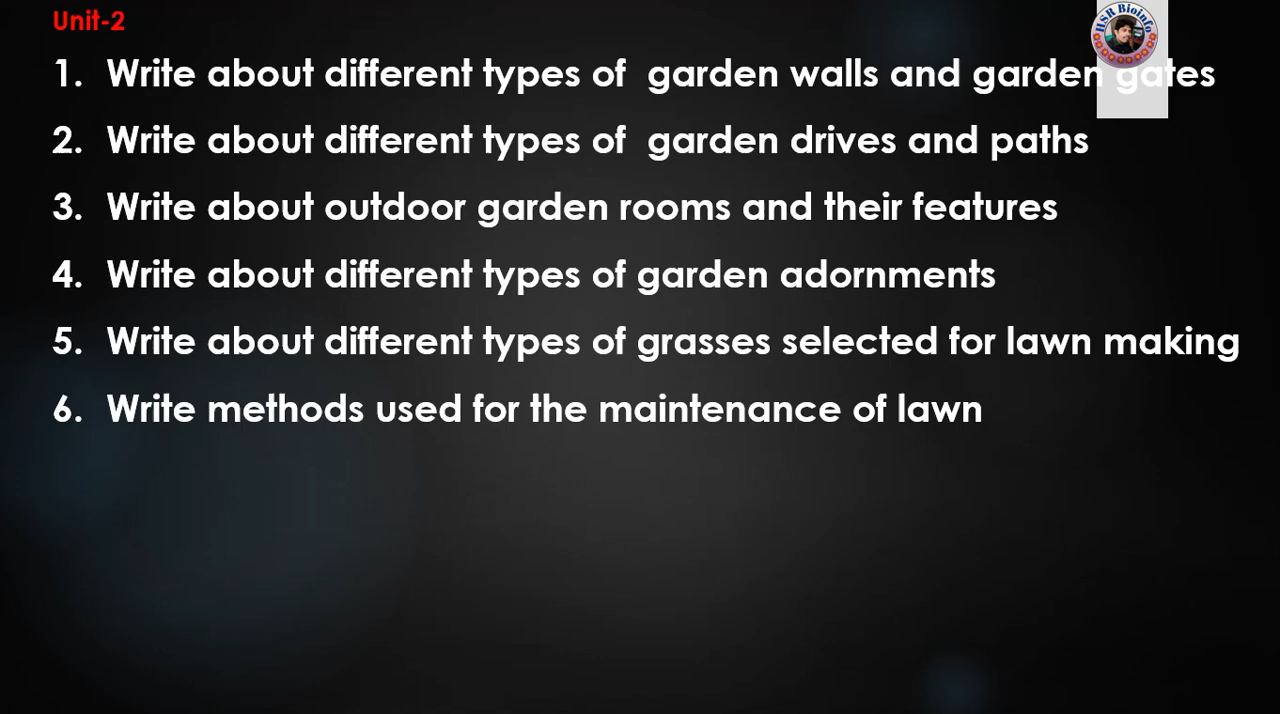 Unit-2
HSR Bioinfo
1. Write about different types of garden walls and garden gates
2. Write about different types of garden drives and paths
3. Write about outdoor garden rooms and their features
4. Write about different types of garden adornments
5. Write about different types of grasses selected for lawn making
6. Write methods used for the maintenance of lawn